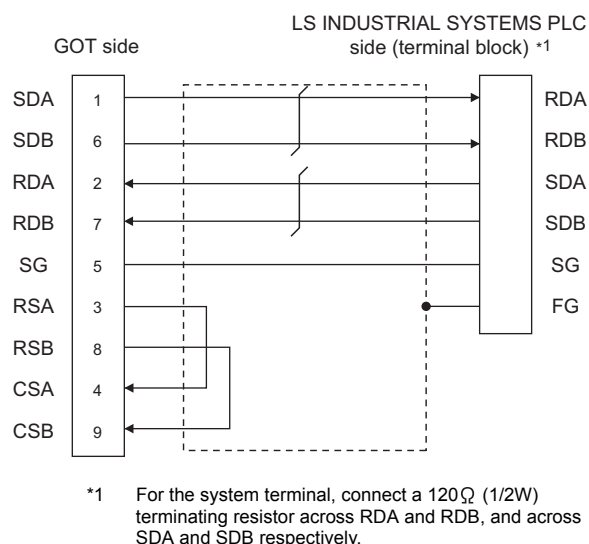 LS INDUSTRIAL SYSTEMS PLC
GOT side side (terminal block) *1
SDA 1 RDA
SDB 6 RDB
RDA 2 SDA
RDB 7 SDB
SG 5 SG
RSA 3 FG
RSB 8
CSA 4
CSB 9
*1 For the system terminal, connect a 120Ω (1/2W)
terminating resistor across RDA and RDB, and across
SDA and SDB respectively.